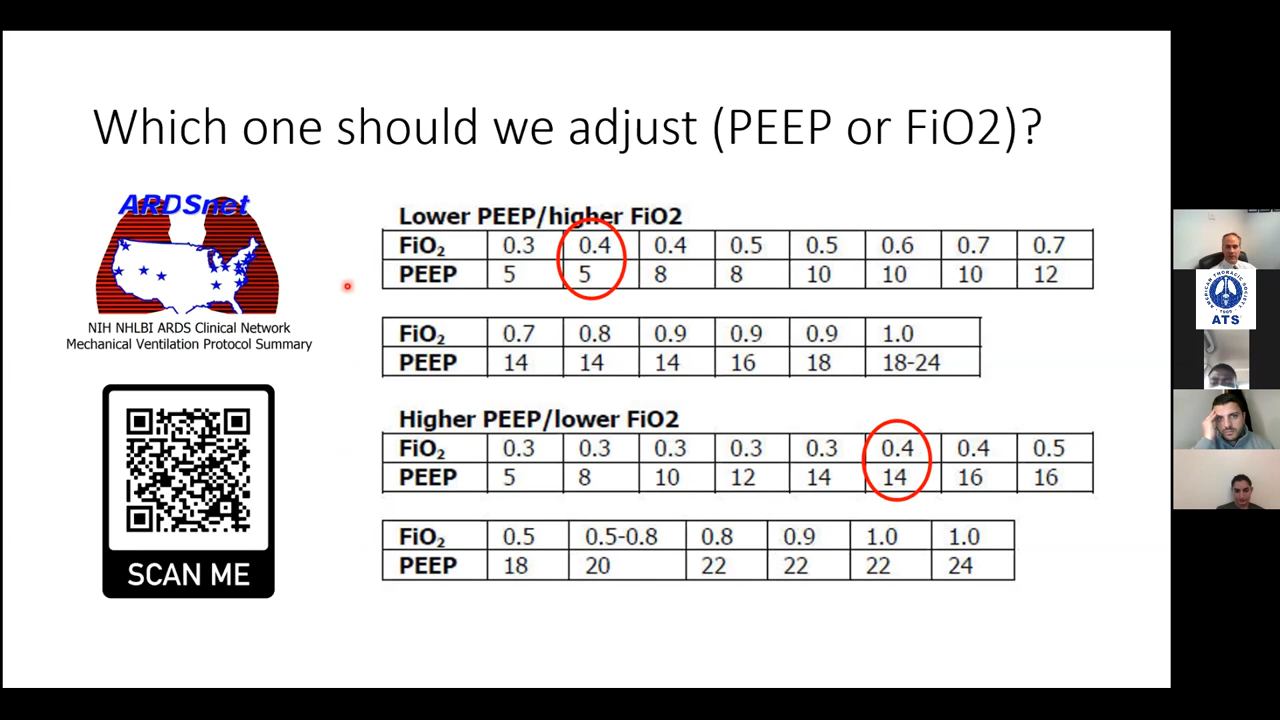 Which one should we adjust (PEEP or FiO2)?
ARDSnet
NIH NHLBI ARDS Clinical Network
Mechanical Ventilation Protocol Summary
SCAN ME
Lower PEEP/higher FiO2
FiO₂ 0.3 0.4 0.4 0.5 0.5 0.6 0.7 0.7
PEEP 5 5 8 8 10 10 10 12
FiO₂ 0.7 0.8 0.9 0.9 0.9 1.0
PEEP 14 14 14 16 18 18-24
Higher PEEP/lower FiO2
FiO₂ 0.3 0.3 0.3 0.3 0.3 0.4 0.4 0.5
PEEP 5 8 10 12 14 14 16 16
FiO₂ 0.5 0.5-0.8 0.8 0.9 1.0 1.0
PEEP 18 20 22 22 22 24
AMERICAN THORACIC SOCIETY
ATS